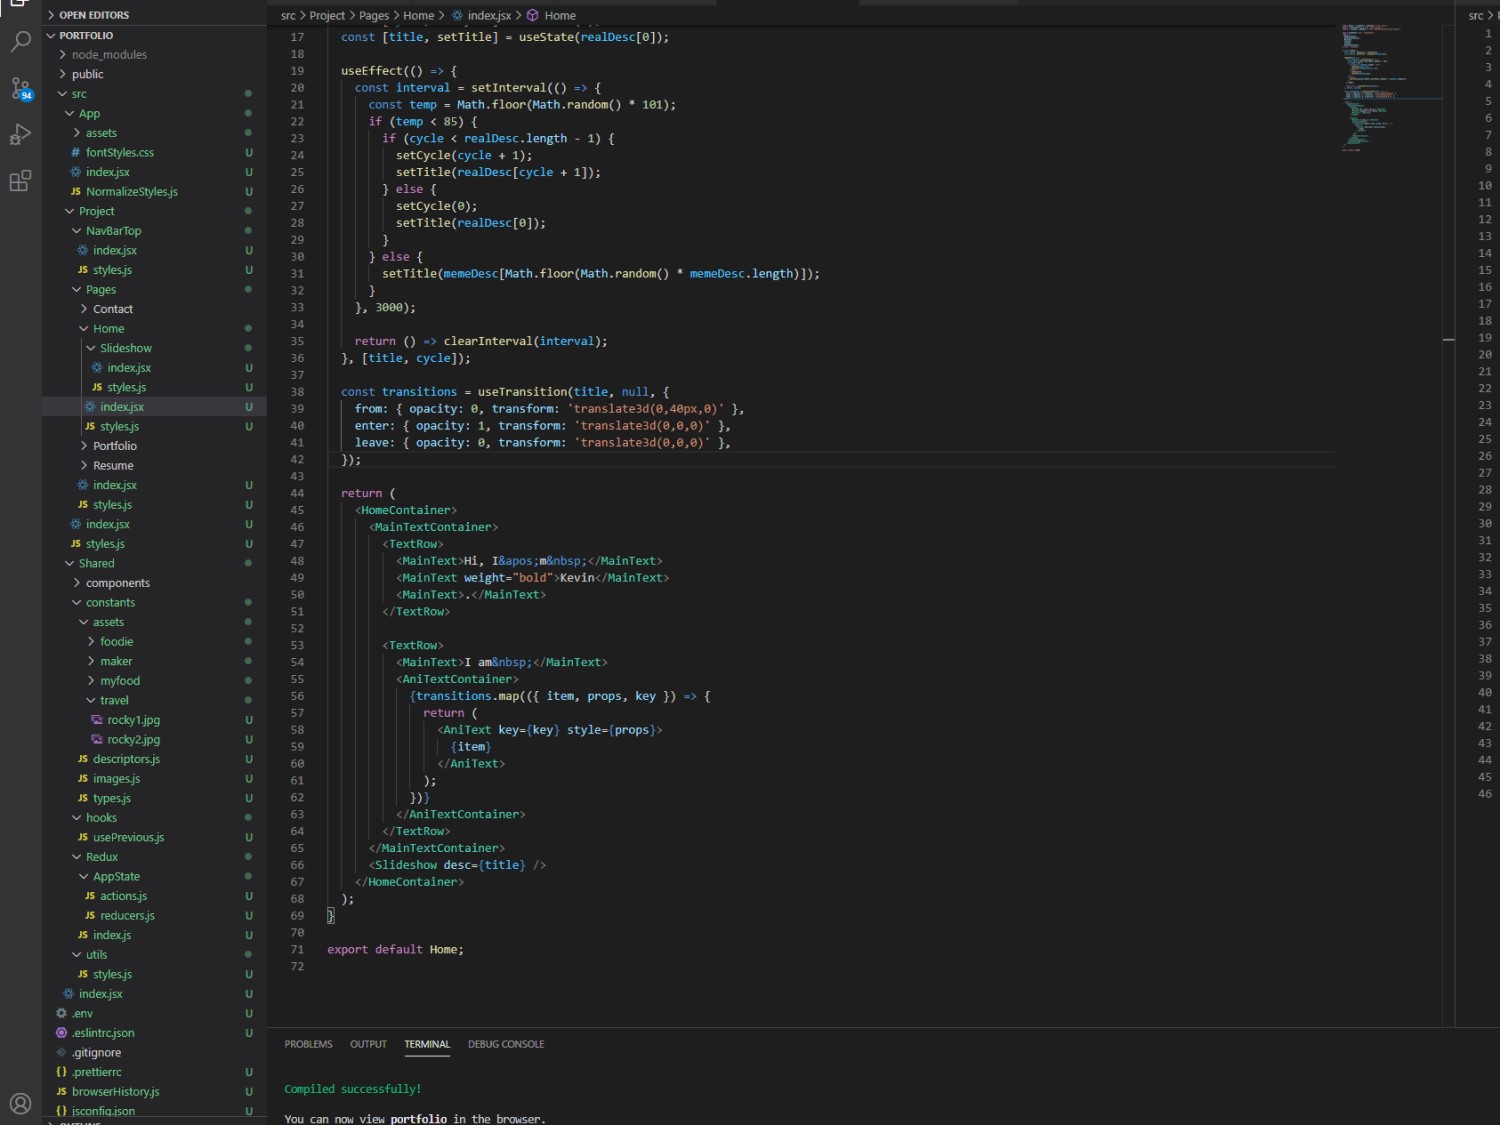 OPEN EDITORS
PORTFOLIO
node_modules
public
src
App
assets
# fontStyles.css U
index.jsx U
JS NormalizeStyles.js U
Project
NavBarTop
index.jsx U
JS styles.js U
Pages
Contact
Home
Slideshow
index.jsx U
JS styles.js U
index.jsx U
JS styles.js U
Portfolio
Resume
index.jsx U
JS styles.js U
index.jsx U
JS styles.js U
Shared
components
constants
assets
foodie
maker
myfood
travel
rocky1.jpg U
rocky2.jpg U
JS descriptors.js U
JS images.js U
JS types.js U
hooks
JS usePrevious.js U
Redux
AppState
JS actions.js U
JS reducers.js U
JS index.js U
utils
JS styles.js U
index.jsx U
.env U
.eslintrc.json U
.gitignore
{ } .prettierrc U
JS browserHistory.js U
{ } jsconfig.json U
OUTLINE
94
src > Project > Pages > Home > index.jsx > Home
17 const [title, setTitle] = useState(realDesc[0]);
18
19 useEffect(() => {
20 const interval = setInterval(() => {
21 const temp = Math.floor(Math.random() * 101);
22 if (temp < 85) {
23 if (cycle < realDesc.length - 1) {
24 setCycle(cycle + 1);
25 setTitle(realDesc[cycle + 1]);
26 } else {
27 setCycle(0);
28 setTitle(realDesc[0]);
29 }
30 } else {
31 setTitle(memeDesc[Math.floor(Math.random() * memeDesc.length)]);
32 }
33 }, 3000);
34
35 return () => clearInterval(interval);
36 }, [title, cycle]);
37
38 const transitions = useTransition(title, null, {
39 from: { opacity: 0, transform: 'translate3d(0,40px,0)' },
40 enter: { opacity: 1, transform: 'translate3d(0,0,0)' },
41 leave: { opacity: 0, transform: 'translate3d(0,0,0)' },
42 });
43
44 return (
45 <HomeContainer>
46 <MainTextContainer>
47 <TextRow>
48 <MainText>Hi, I&apos;m&nbsp;</MainText>
49 <MainText weight="bold">Kevin</MainText>
50 <MainText>.</MainText>
51 </TextRow>
52
53 <TextRow>
54 <MainText>I am&nbsp;</MainText>
55 <AniTextContainer>
56 {transitions.map(({ item, props, key }) => {
57 return (
58 <AniText key={key} style={props}>
59 {item}
60 </AniText>
61 );
62 })}
63 </AniTextContainer>
64 </TextRow>
65 </MainTextContainer>
66 <Slideshow desc={title} />
67 </HomeContainer>
68 );
69 }
70
71 export default Home;
72
PROBLEMS OUTPUT TERMINAL DEBUG CONSOLE
Compiled successfully!
You can now view portfolio in the browser.
src >
1
2
3
4
5
6
7
8
9
10
11
12
13
14
15
16
17
18
19
20
21
22
23
24
25
26
27
28
29
30
31
32
33
34
35
36
37
38
39
40
41
42
43
44
45
46